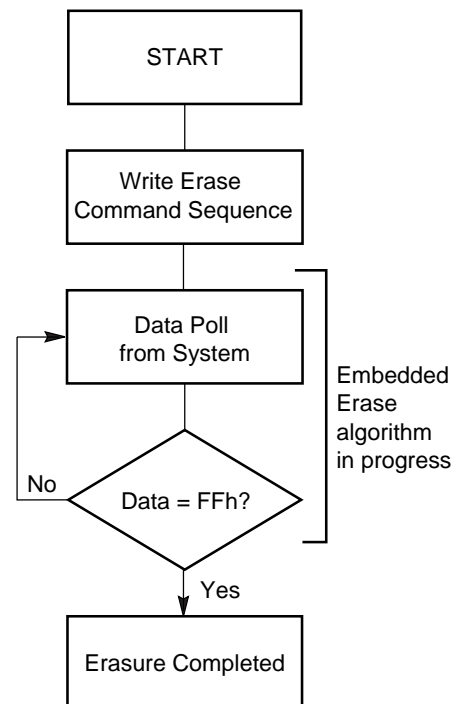 START
Write Erase
Command Sequence
Data Poll
from System
Embedded
Erase
algorithm
in progress
No
Data = FFh?
Yes
Erasure Completed